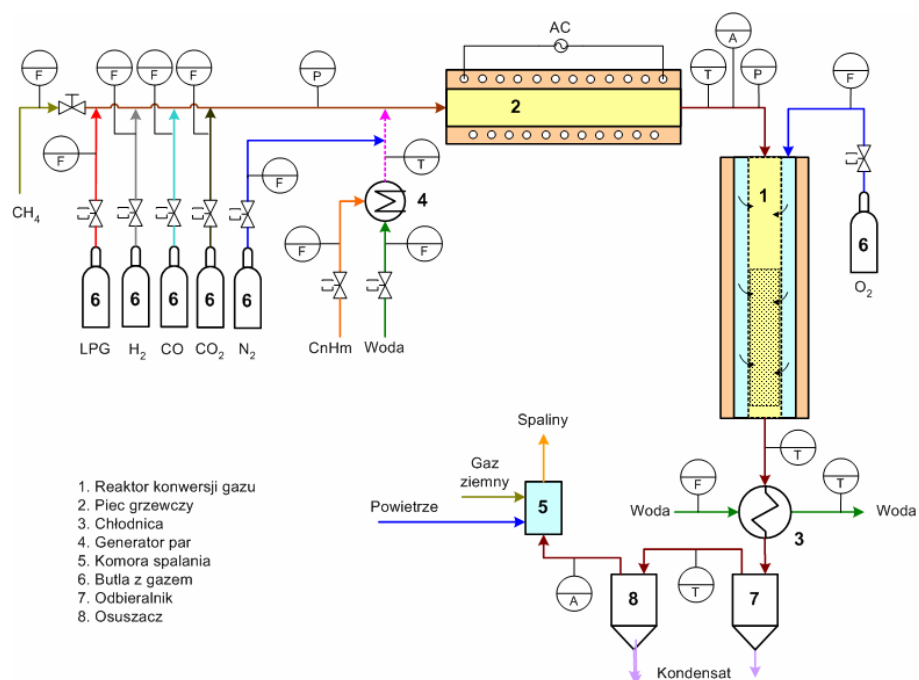 AC
F
F
F
F
P
T
A
P
F
2
F
F
T
4
1
CH4
F
F
6
O2
6
6
6
6
6
LPG
H2
CO
CO2
N2
CnHm
Woda
Spaliny
T
Gaz
ziemny
F
T
Powietrze
5
Woda
Woda
3
1. Reaktor konwersji gazu
2. Piec grzewczy
3. Chłodnica
4. Generator par
5. Komora spalania
6. Butla z gazem
7. Odbieralnik
8. Osuszacz
A
T
8
7
Kondensat